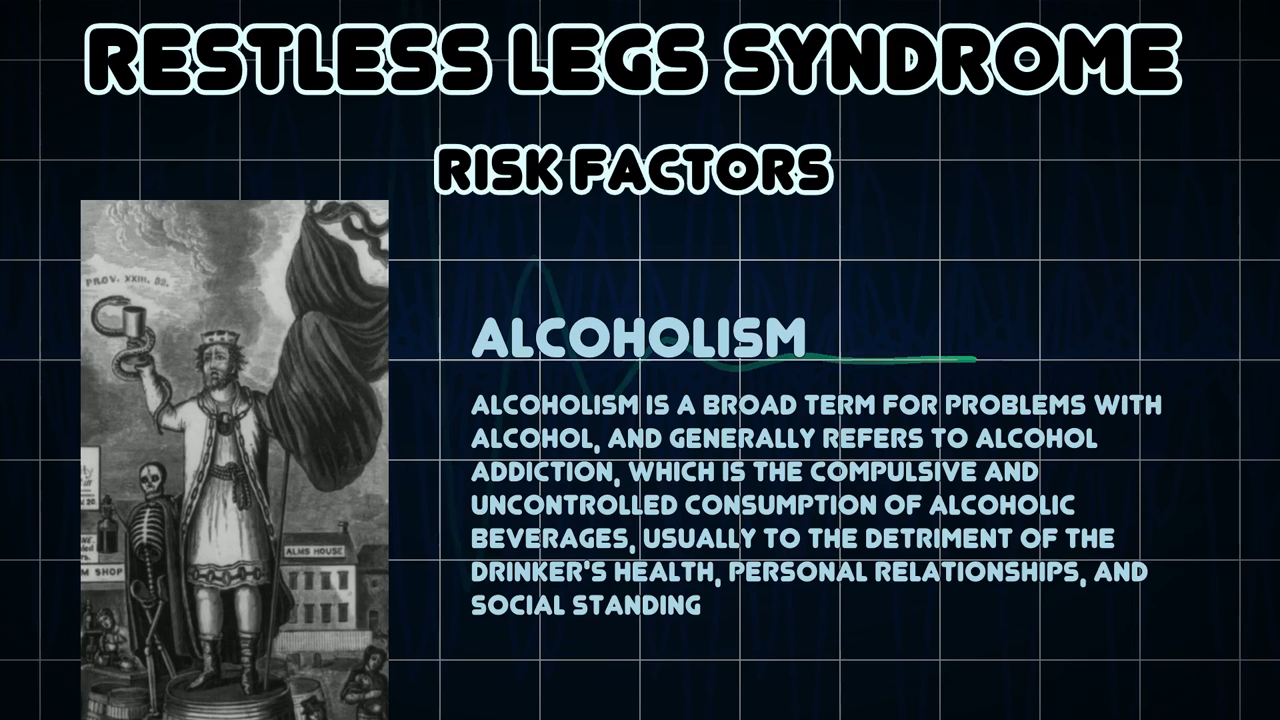 RESTLESS LEGS SYNDROME
RISK FACTORS
PROV. XXIII. 32.
ALCOHOLISM
ALCOHOLISM IS A BROAD TERM FOR PROBLEMS WITH
ALCOHOL, AND GENERALLY REFERS TO ALCOHOL
ADDICTION, WHICH IS THE COMPULSIVE AND
UNCONTROLLED CONSUMPTION OF ALCOHOLIC
BEVERAGES, USUALLY TO THE DETRIMENT OF THE
DRINKER'S HEALTH, PERSONAL RELATIONSHIPS, AND
SOCIAL STANDING
ALMS HOUSE
SHOP